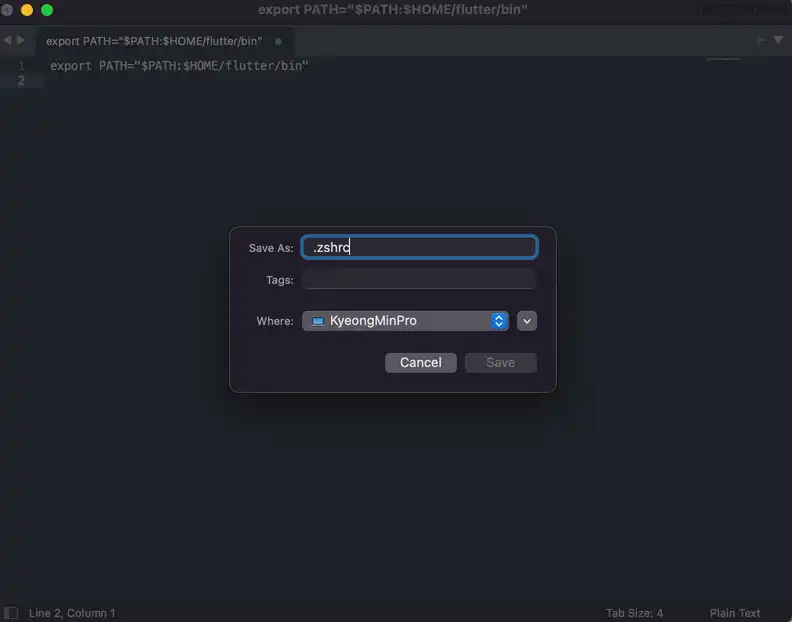 export PATH="$PATH:$HOME/flutter/bin"
export PATH="$PATH:$HOME/flutter/bin"
1 export PATH="$PATH:$HOME/flutter/bin"
2
Save As: .zshrc
Tags:
Where: KyeongMinPro
Cancel Save
Line 2, Column 1 Tab Size: 4 Plain Text